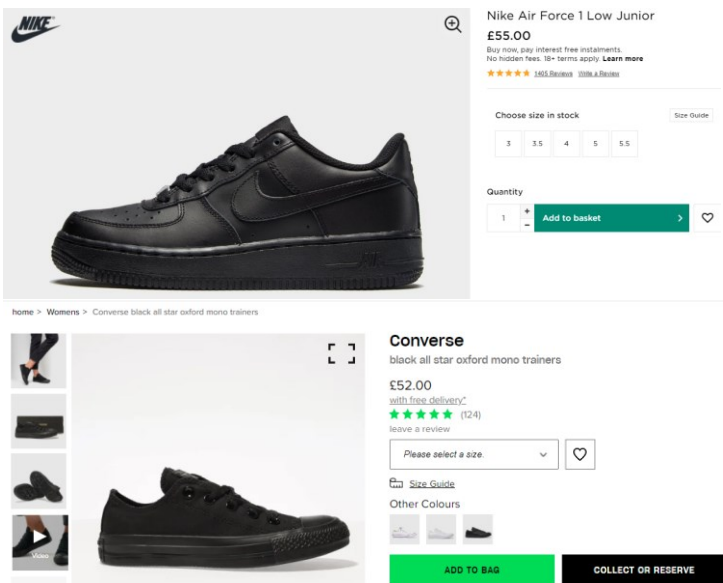 NIKE
Nike Air Force 1 Low Junior
£55.00
Buy now, pay interest free instalments.
No hidden fees. 18+ terms apply. Learn more
1405 Reviews Write a Review
Choose size in stock
Size Guide
3 3.5 4 5 5.5
Quantity
1 + - Add to basket >
home > Womens > Converse black all star oxford mono trainers
Converse
black all star oxford mono trainers
£52.00
with free delivery*
(124)
leave a review
Please select a size.
Size Guide
Other Colours
Video
ADD TO BAG
COLLECT OR RESERVE